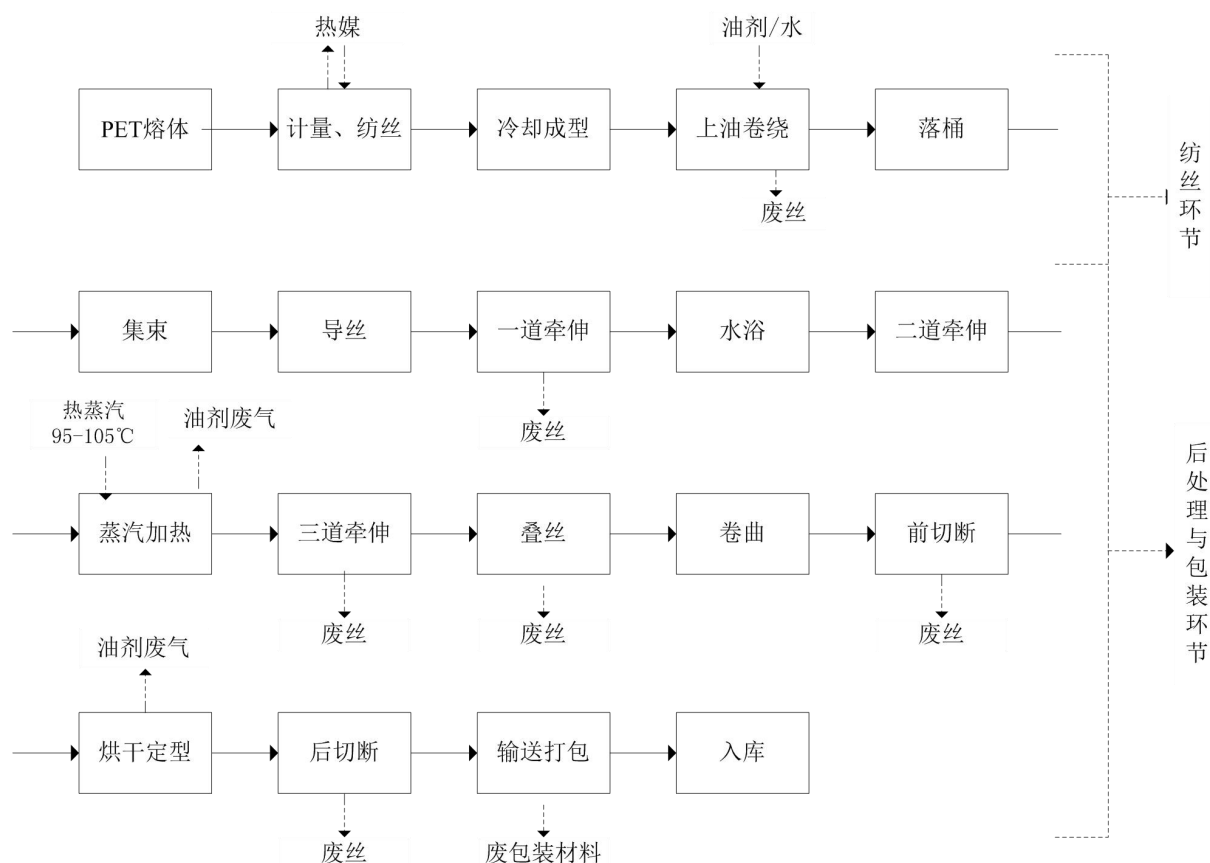 热媒
油剂/水
PET熔体
计量、纺丝
冷却成型
上油卷绕
落桶
废丝
纺丝环节
集束
导丝
一道牵伸
水浴
二道牵伸
废丝
热蒸汽
95-105℃
油剂废气
蒸汽加热
三道牵伸
叠丝
卷曲
前切断
废丝
废丝
废丝
后处理与包装环节
油剂废气
烘干定型
后切断
输送打包
入库
废丝
废包装材料